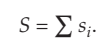 S = ∑ sᵢ.